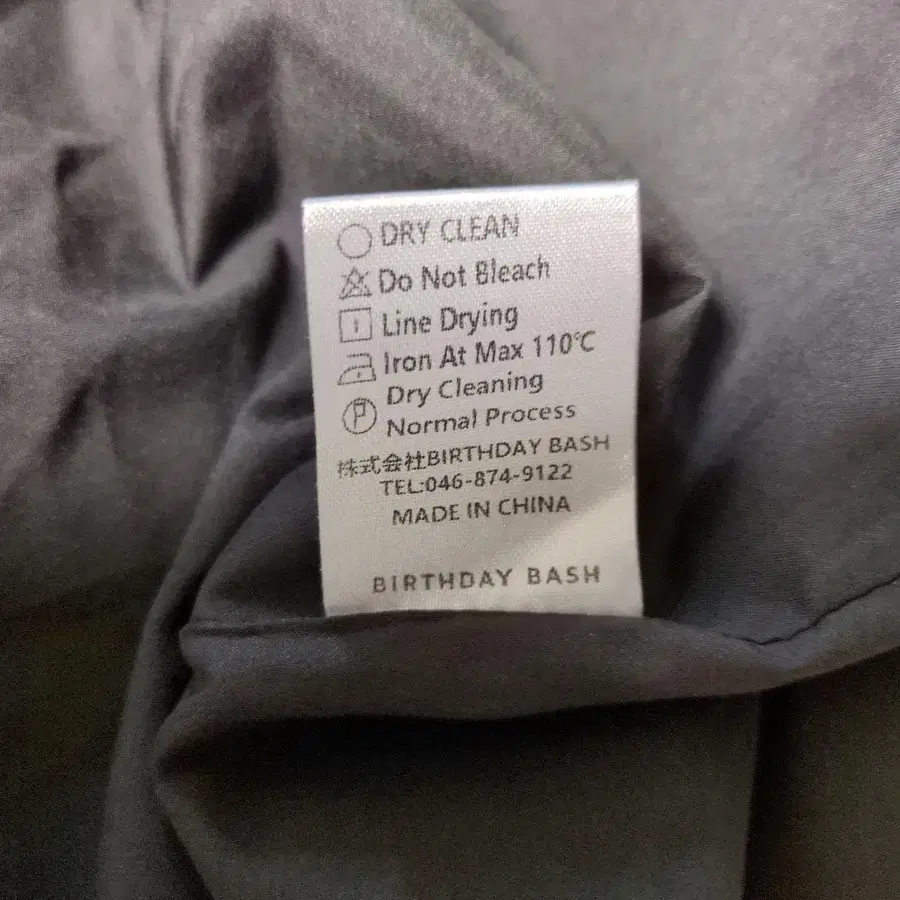 DRY CLEAN
Do Not Bleach
Line Drying
Iron At Max 110℃
Dry Cleaning
Normal Process
株式会社BIRTHDAY BASH
TEL:046-874-9122
MADE IN CHINA
BIRTHDAY BASH